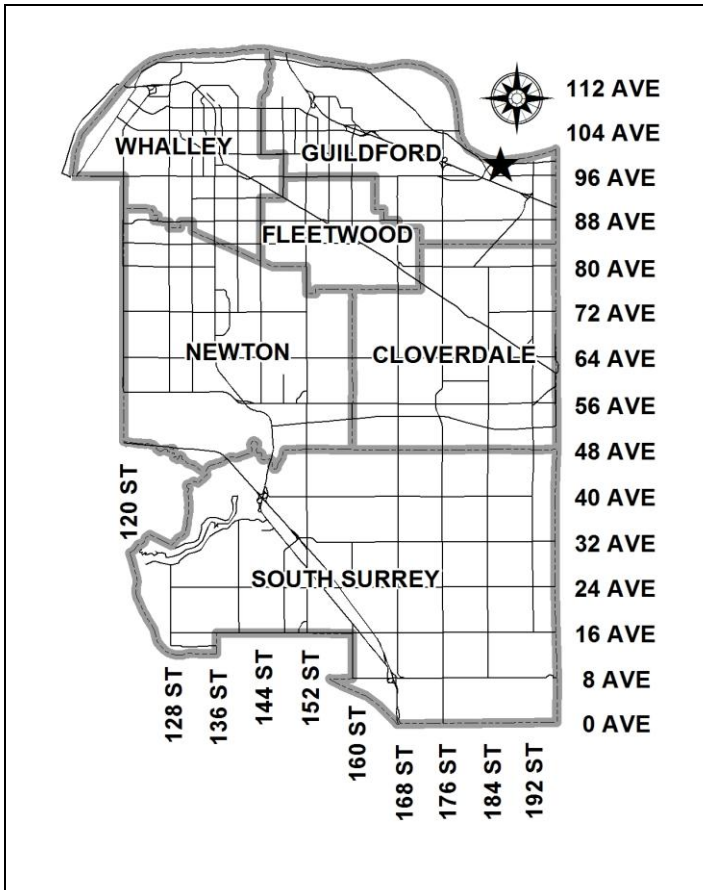 112 AVE
104 AVE
WHALLEY
GUILDFORD
96 AVE
88 AVE
FLEETWOOD
80 AVE
72 AVE
NEWTON
CLOVERDALE
64 AVE
56 AVE
48 AVE
120 ST
40 AVE
32 AVE
SOUTH SURREY
24 AVE
16 AVE
8 AVE
0 AVE
128 ST
136 ST
144 ST
152 ST
160 ST
168 ST
176 ST
184 ST
192 ST